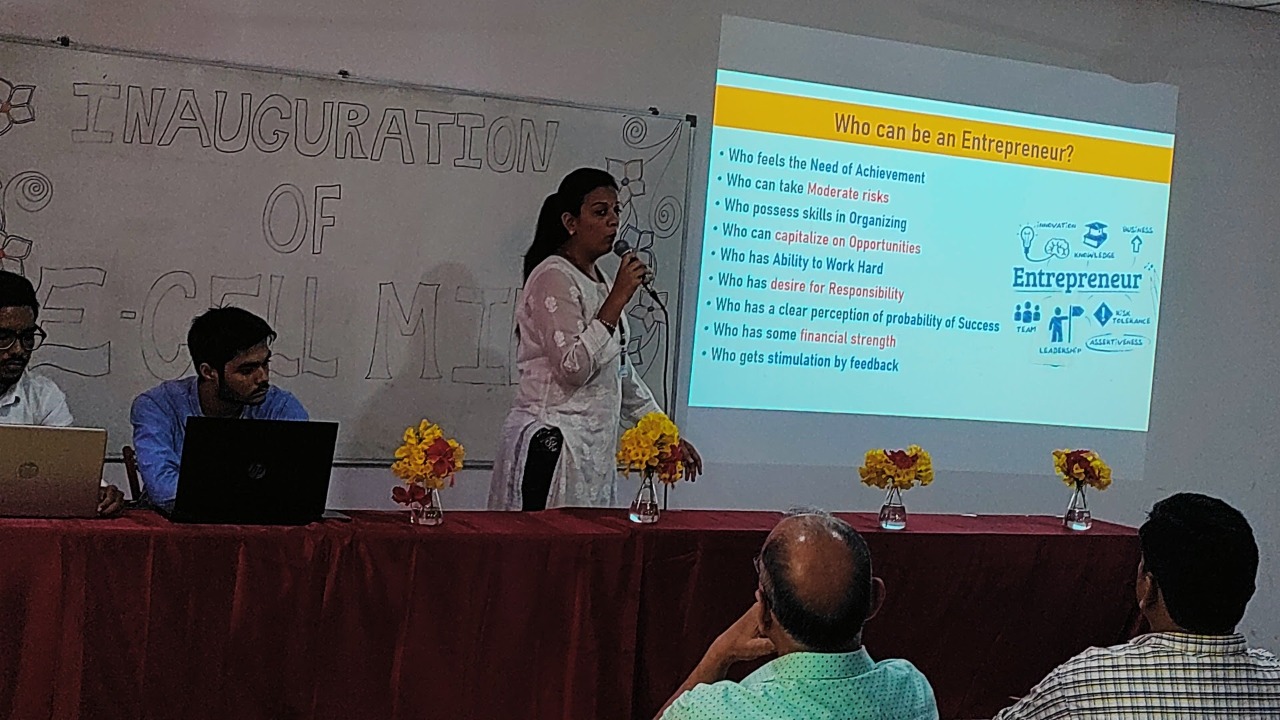 INAUGURATION
OF
E-CELL MI
Who can be an Entrepreneur?
• Who feels the Need of Achievement
• Who can take Moderate risks
• Who possess skills in Organizing
• Who can capitalize on Opportunities
• Who has Ability to Work Hard
• Who has desire for Responsibility
• Who has a clear perception of probability of Success
• Who has some financial strength
• Who gets stimulation by feedback
INNOVATION
KNOWLEDGE
BUSINESS
Entrepreneur
TEAM
LEADERSHIP
RISK
TOLERANCE
ASSERTIVENESS
hp